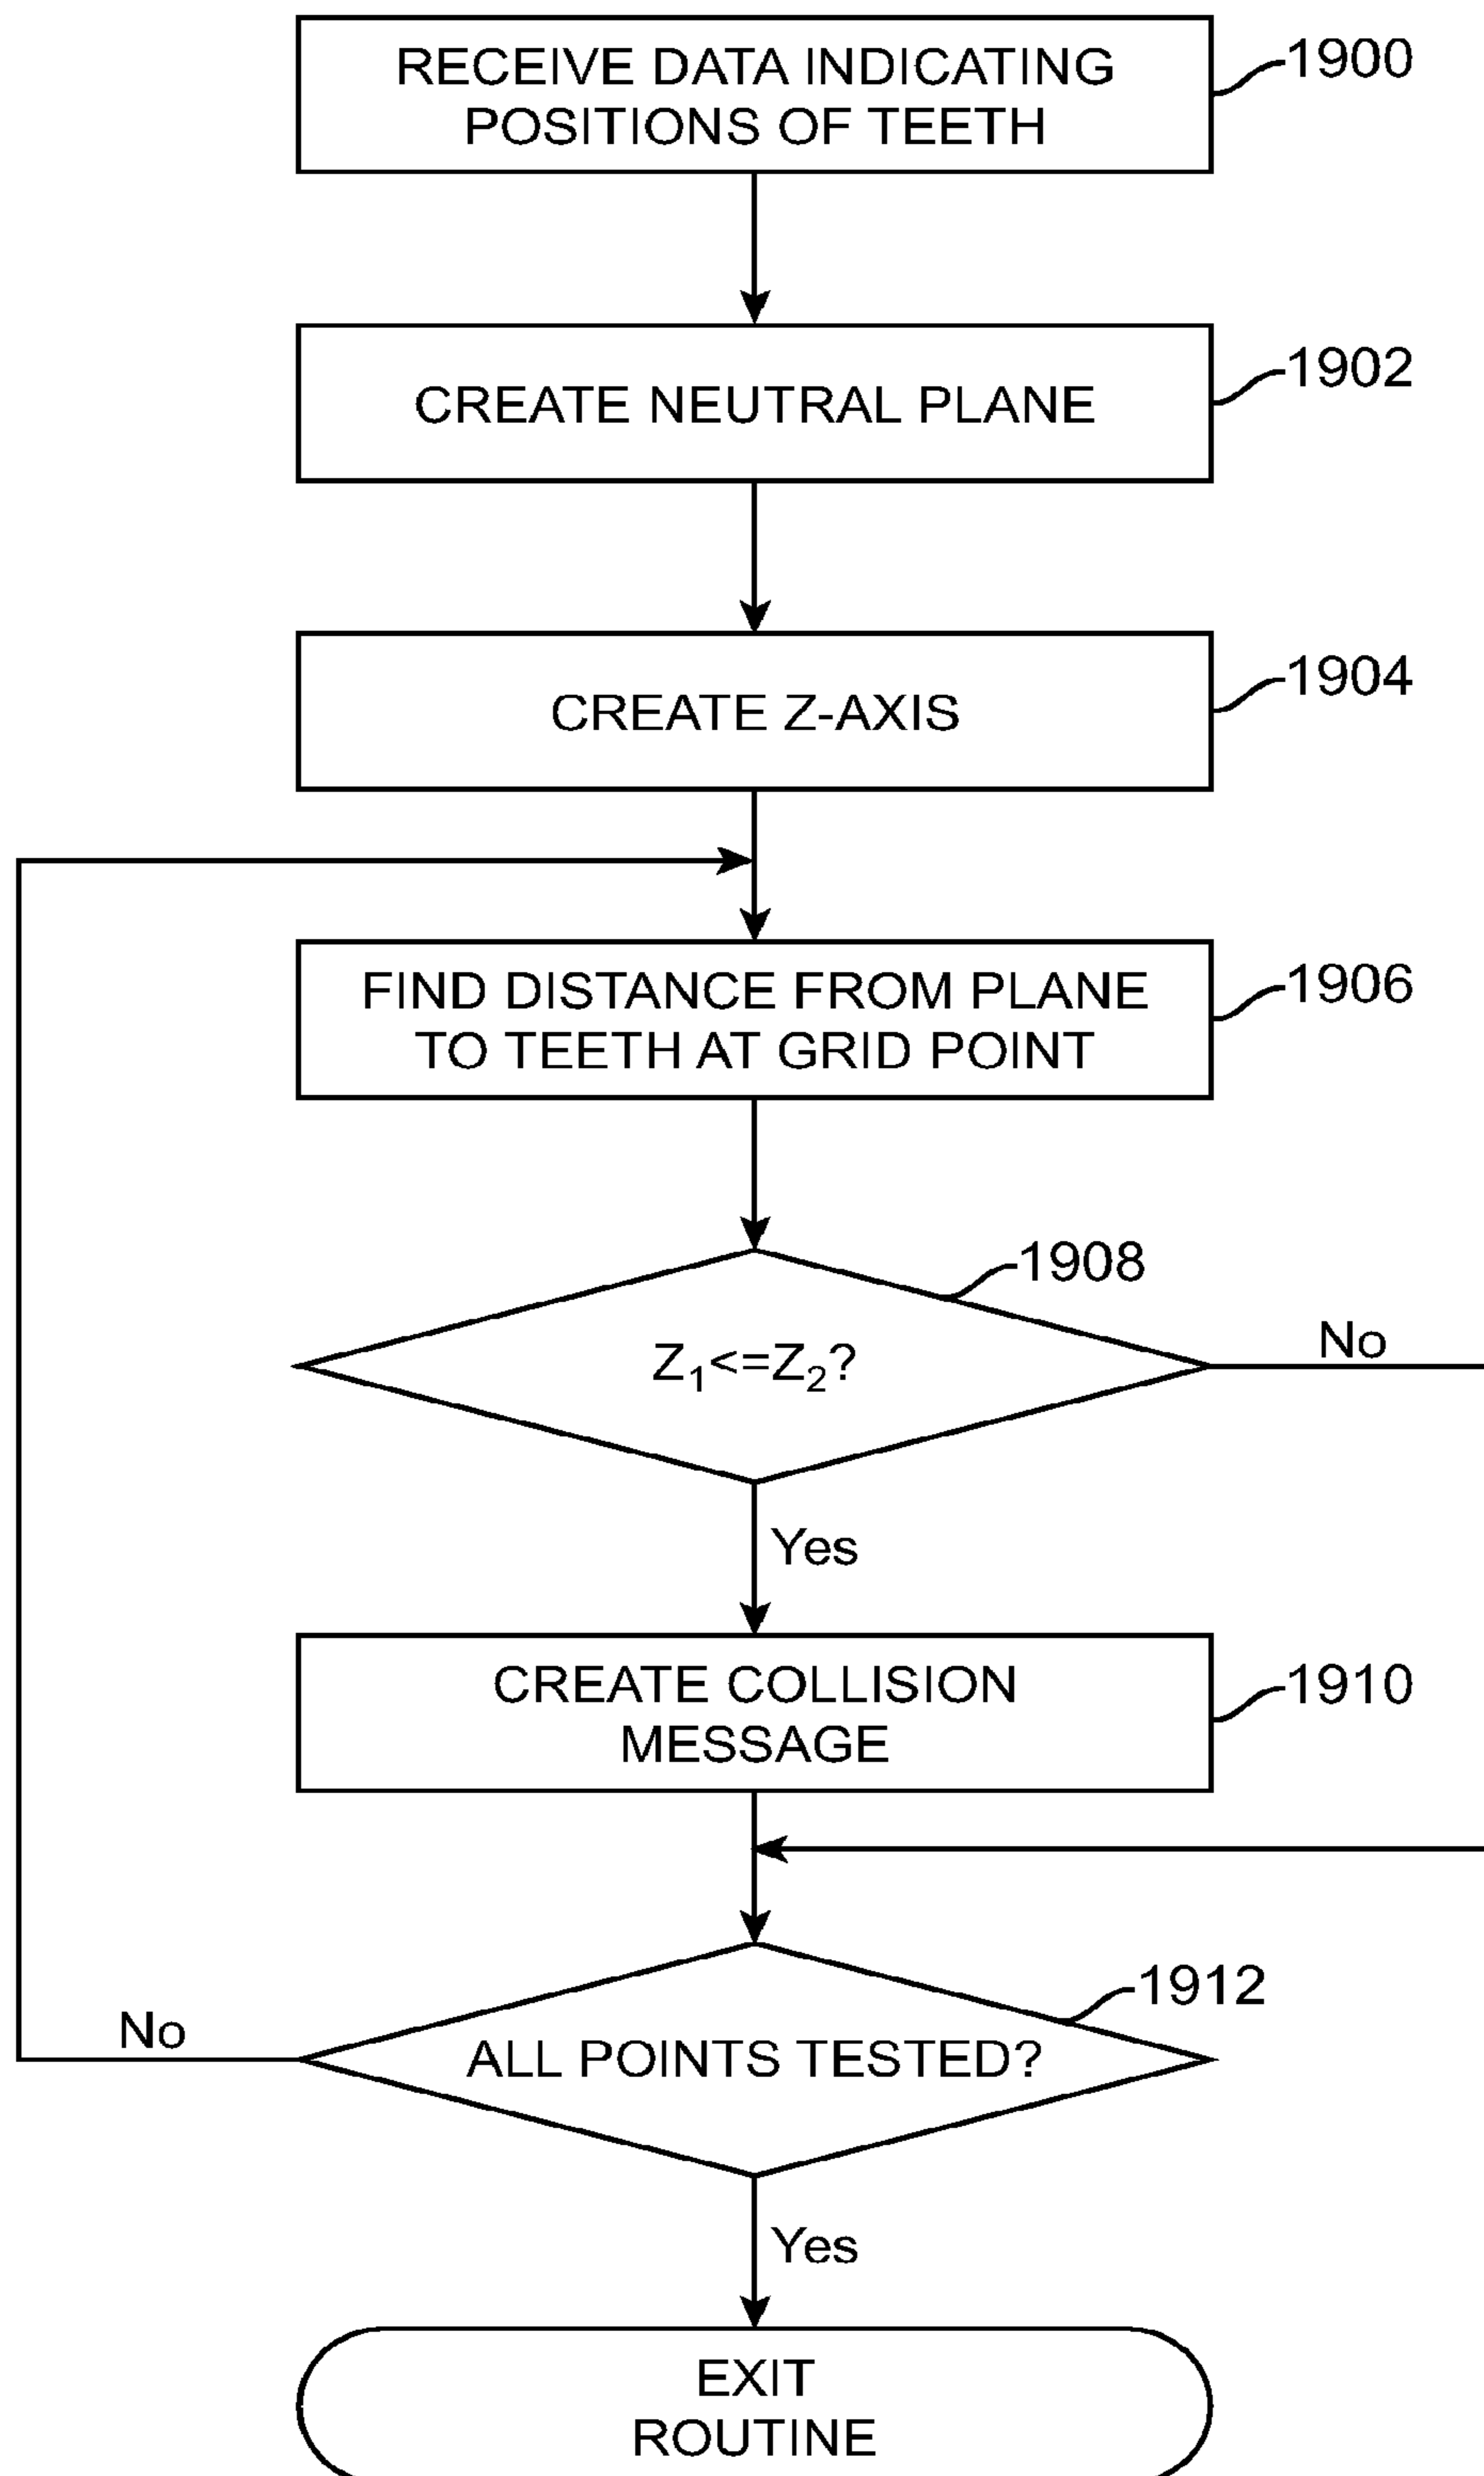 RECEIVE DATA INDICATING
POSITIONS OF TEETH
1900
CREATE NEUTRAL PLANE
1902
CREATE Z-AXIS
1904
FIND DISTANCE FROM PLANE
TO TEETH AT GRID POINT
1906
1908
Z1<=Z2?
No
Yes
CREATE COLLISION
MESSAGE
1910
1912
ALL POINTS TESTED?
No
Yes
EXIT
ROUTINE